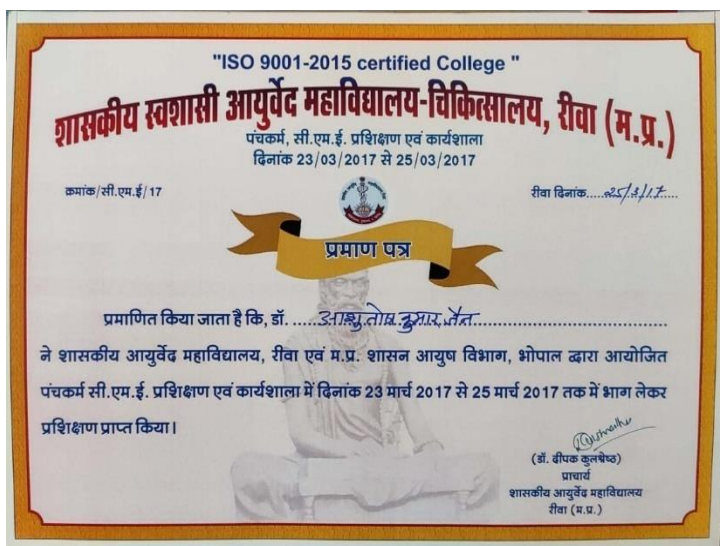 "ISO 9001-2015 certified College "
शासकीय स्वशासी आयुर्वेद महाविद्यालय-चिकित्सालय, रीवा (म.प्र.)
पंचकर्म, सी.एम.ई. प्रशिक्षण एवं कार्यशाला
दिनांक 23/03/2017 से 25/03/2017
क्रमांक/सी.एम.ई/17
रीवा दिनांक.....25/3/17.....
प्रमाण पत्र
प्रमाणित किया जाता है कि, डॉ. ......आशुतोष कुमार जैन......
ने शासकीय आयुर्वेद महाविद्यालय, रीवा एवं म.प्र. शासन आयुष विभाग, भोपाल द्वारा आयोजित
पंचकर्म सी.एम.ई. प्रशिक्षण एवं कार्यशाला में दिनांक 23 मार्च 2017 से 25 मार्च 2017 तक में भाग लेकर
प्रशिक्षण प्राप्त किया।
(डॉ. दीपक कुलश्रेष्ठ)
प्राचार्य
शासकीय आयुर्वेद महाविद्यालय
रीवा (म.प्र.)